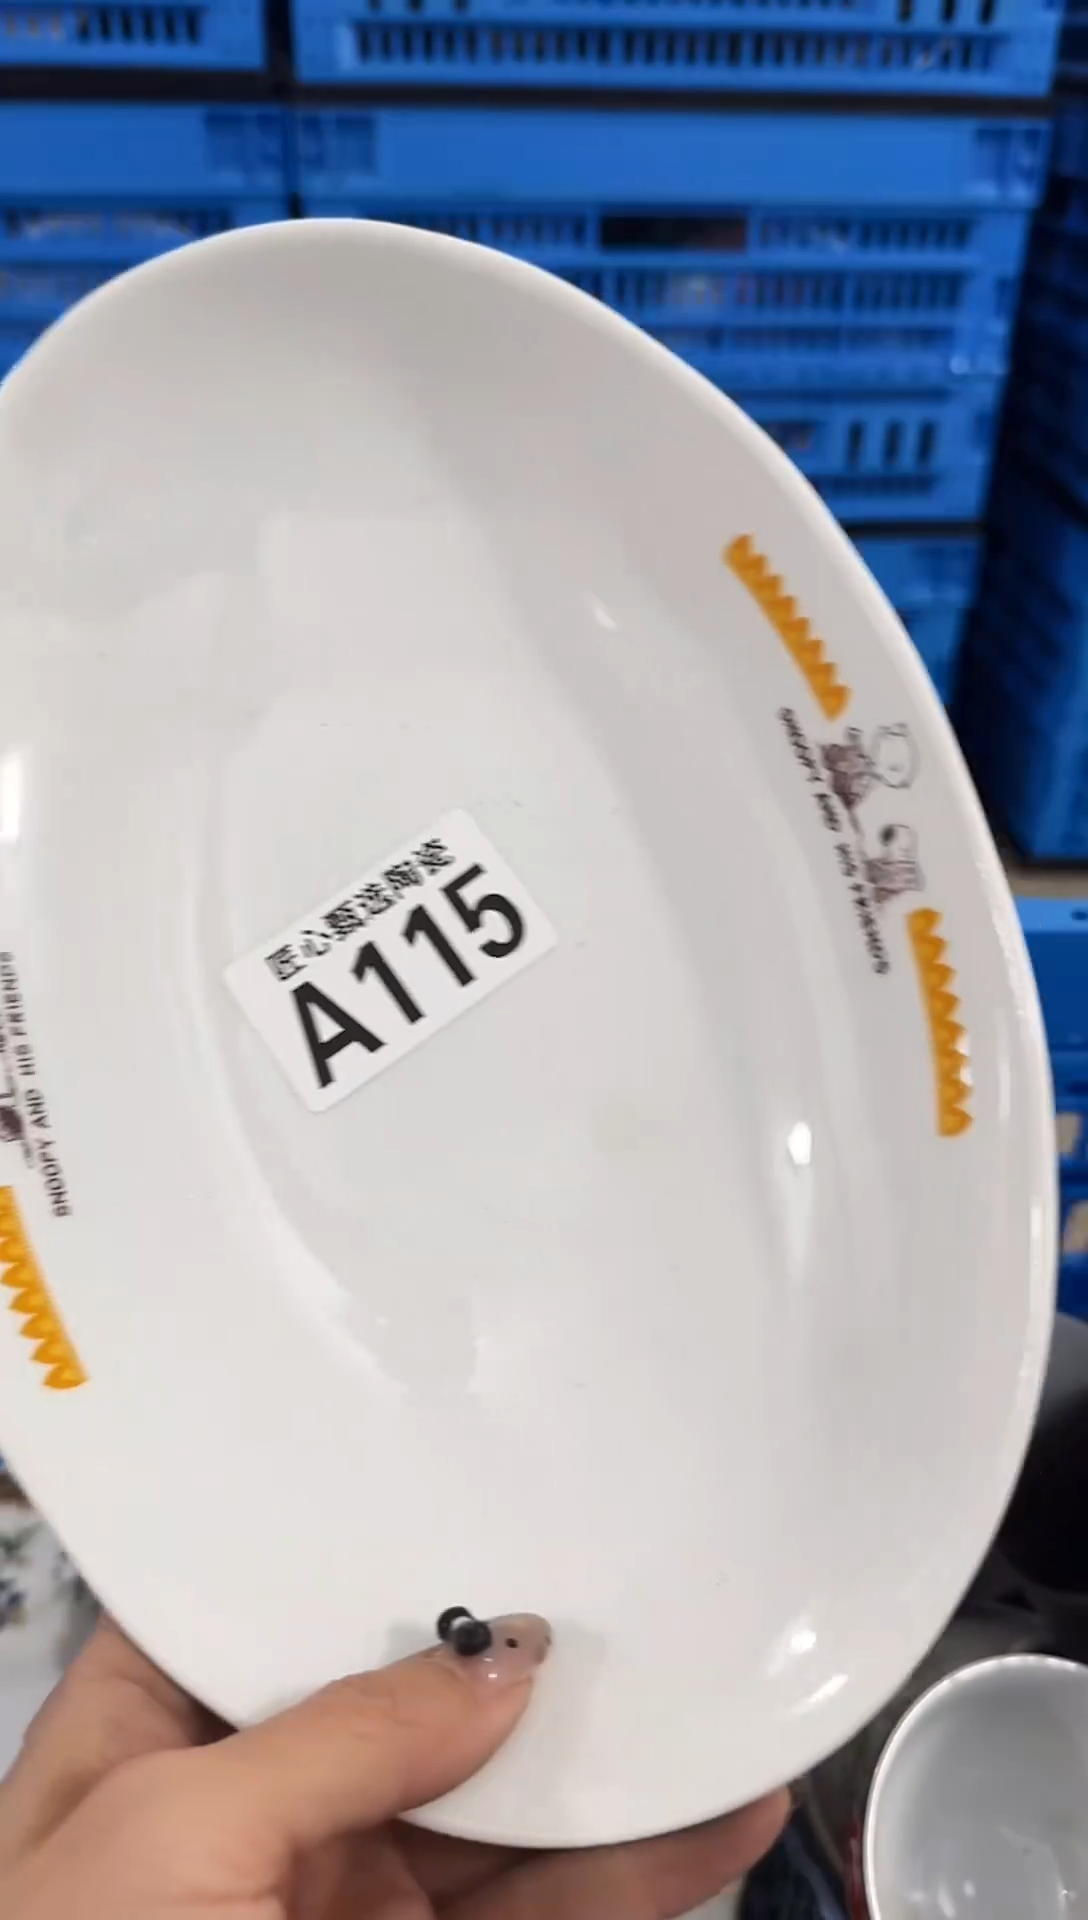 匠心甄选陶瓷
A115
SNOOPY AND HIS FRIENDS
SNOOPY AND HIS FRIENDS